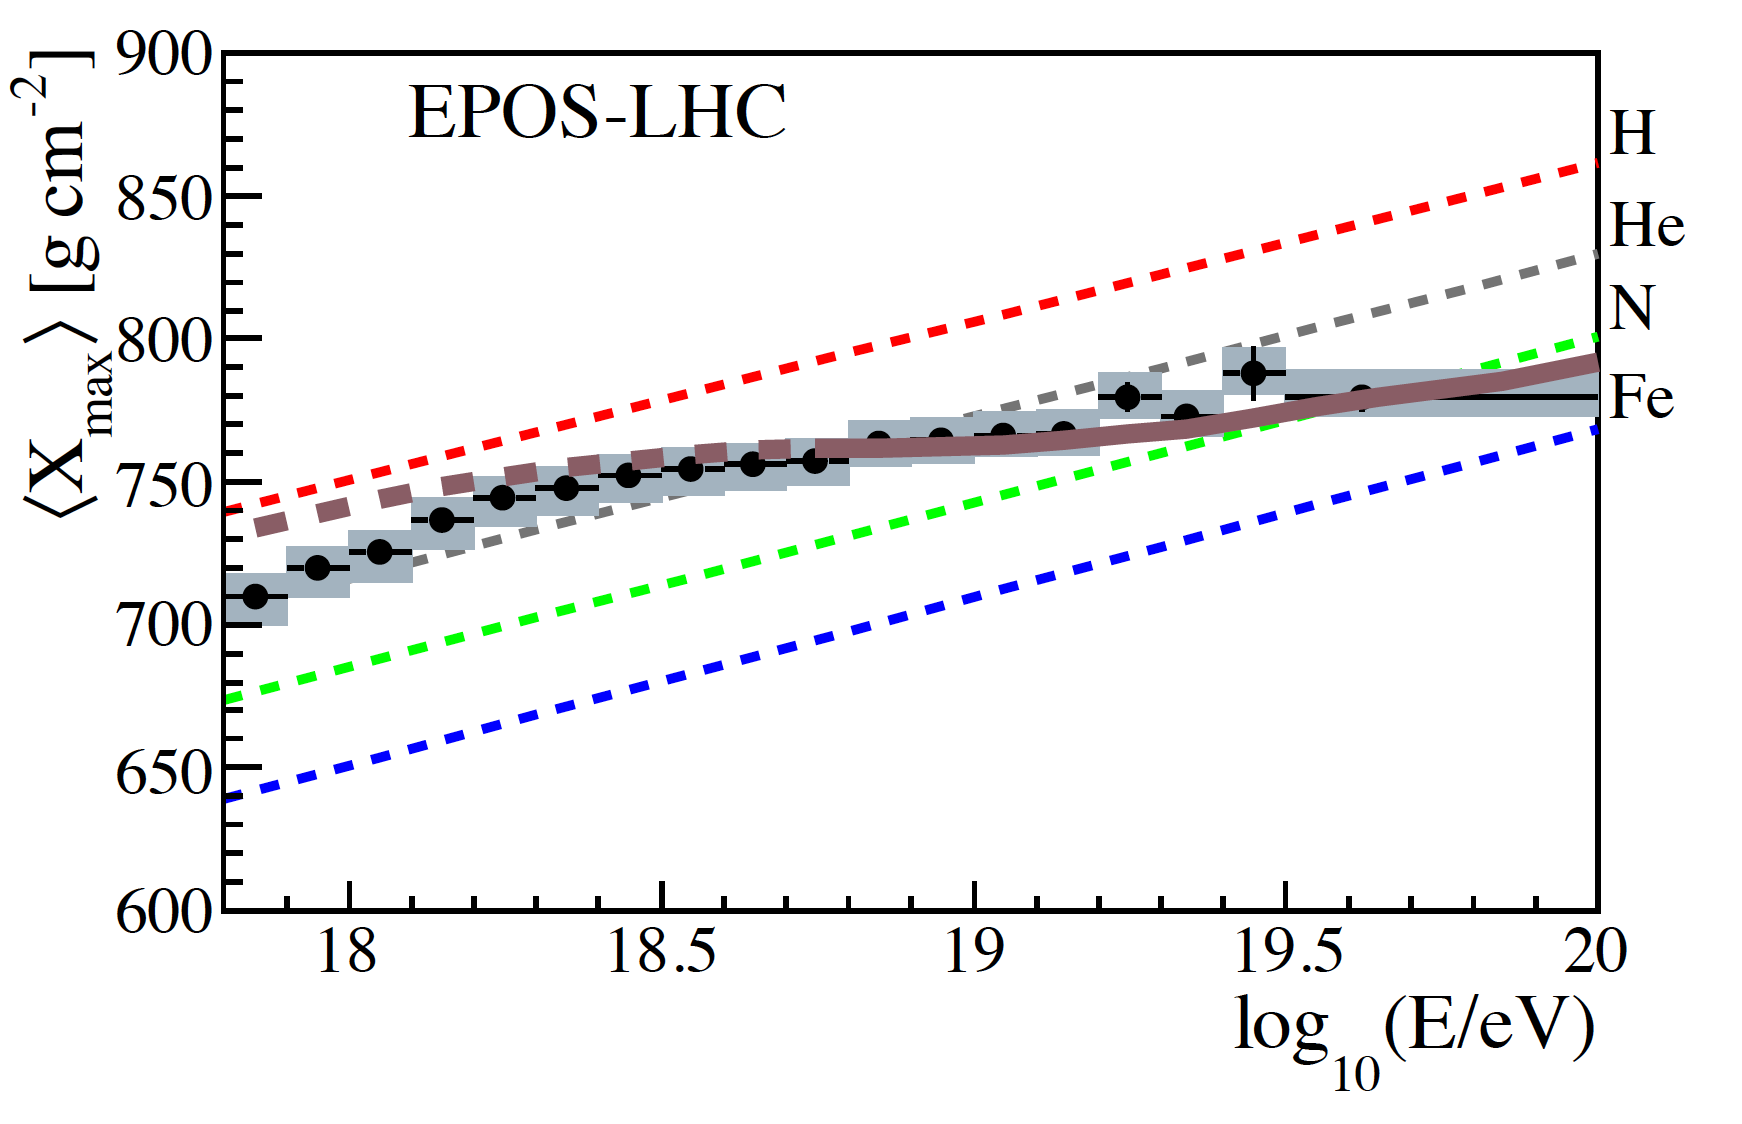 EPOS-LHC
⟨X_max⟩ [g cm^-2]
900
850
800
750
700
650
600
H
He
N
Fe
18 18.5 19 19.5 20
log_10(E/eV)